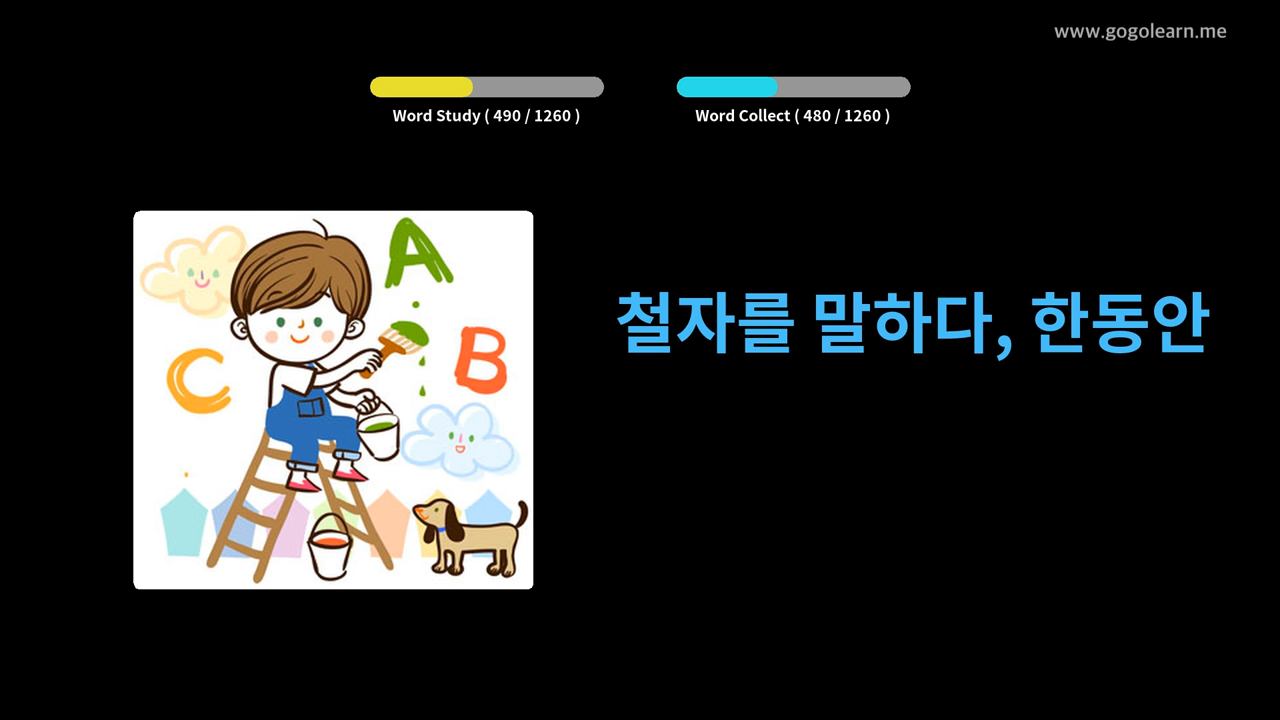 www.gogolearn.me
Word Study ( 490 / 1260 )
Word Collect ( 480 / 1260 )
A
B
C
철자를 말하다, 한동안